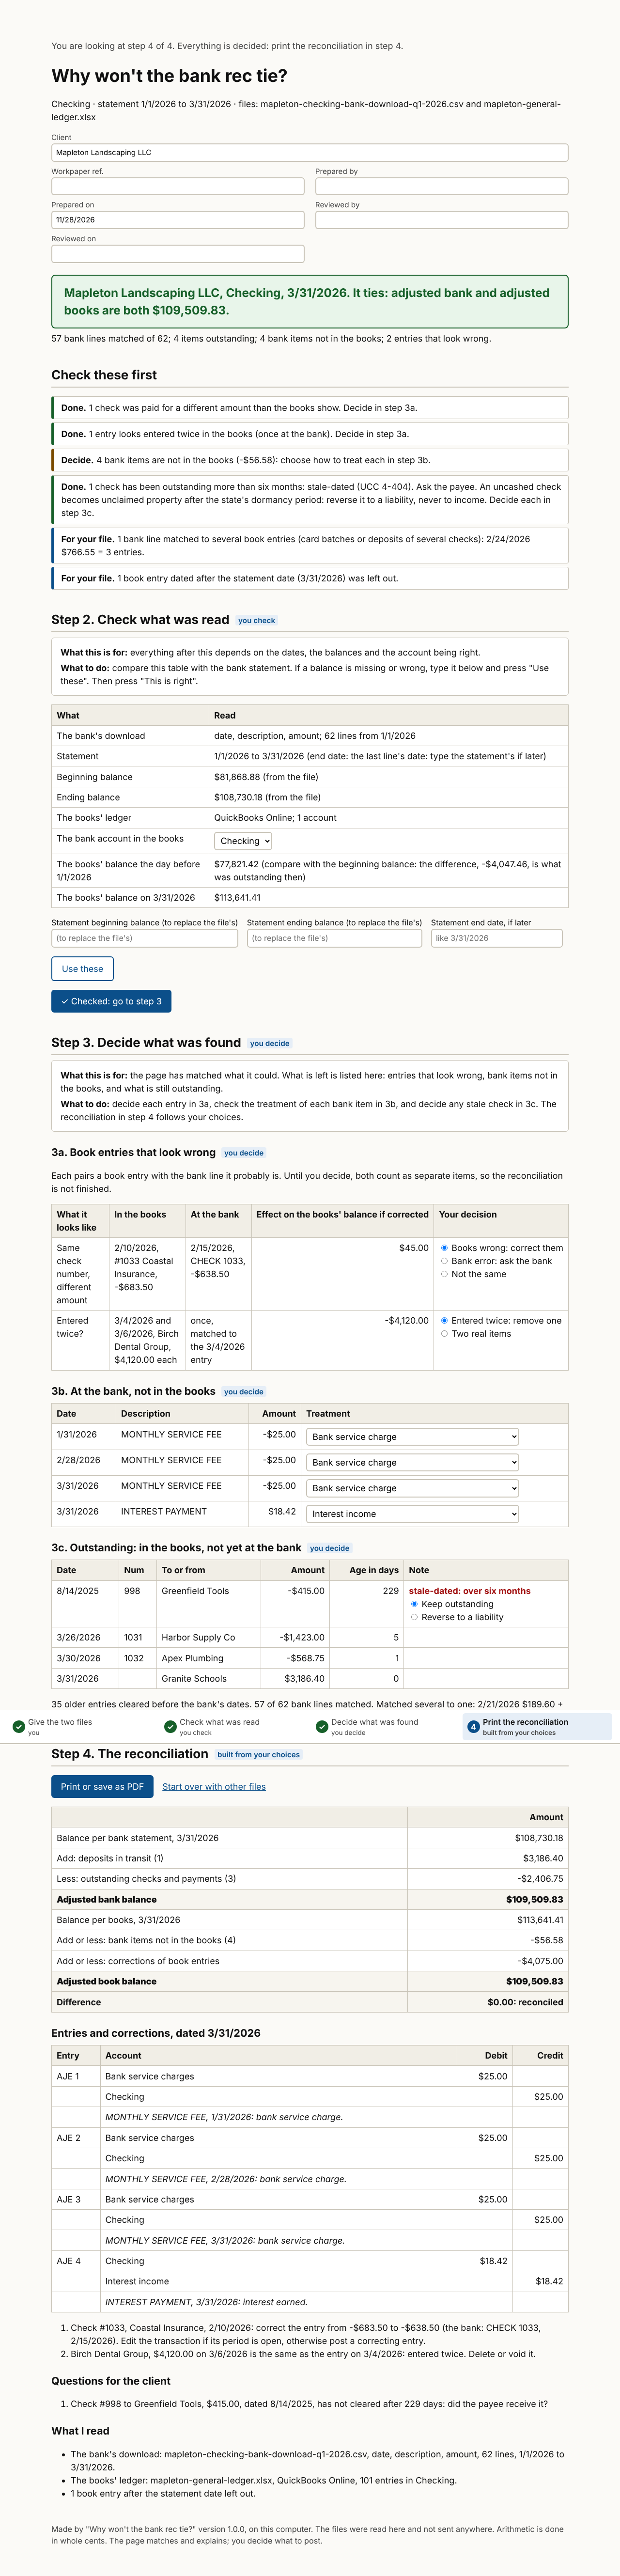 You are looking at step 4 of 4. Everything is decided: print the reconciliation in step 4.
Why won't the bank rec tie?
Checking · statement 1/1/2026 to 3/31/2026 · files: mapleton-checking-bank-download-q1-2026.csv and mapleton-general-
ledger.xlsx
Client
Mapleton Landscaping LLC
Workpaper ref. Prepared by
Prepared on Reviewed by
11/28/2026
Reviewed on
Mapleton Landscaping LLC, Checking, 3/31/2026. It ties: adjusted bank and adjusted
books are both $109,509.83.
57 bank lines matched of 62; 4 items outstanding; 4 bank items not in the books; 2 entries that look wrong.
Check these first
Done. 1 check was paid for a different amount than the books show. Decide in step 3a.
Done. 1 entry looks entered twice in the books (once at the bank). Decide in step 3a.
Decide. 4 bank items are not in the books (-$56.58): choose how to treat each in step 3b.
Done. 1 check has been outstanding more than six months: stale-dated (UCC 4-404). Ask the payee. An uncashed check
becomes unclaimed property after the state's dormancy period: reverse it to a liability, never to income. Decide each in
step 3c.
For your file. 1 bank line matched to several book entries (card batches or deposits of several checks): 2/24/2026
$766.55 = 3 entries.
For your file. 1 book entry dated after the statement date (3/31/2026) was left out.
Step 2. Check what was read you check
What this is for: everything after this depends on the dates, the balances and the account being right.
What to do: compare this table with the bank statement. If a balance is missing or wrong, type it below and press "Use
these". Then press "This is right".
What Read
The bank's download date, description, amount; 62 lines from 1/1/2026
Statement 1/1/2026 to 3/31/2026 (end date: the last line's date: type the statement's if later)
Beginning balance $81,868.88 (from the file)
Ending balance $108,730.18 (from the file)
The books' ledger QuickBooks Online; 1 account
The bank account in the books Checking
The books' balance the day before $77,821.42 (compare with the beginning balance: the difference, -$4,047.46, is what
1/1/2026 was outstanding then)
The books' balance on 3/31/2026 $113,641.41
Statement beginning balance (to replace the file's) Statement ending balance (to replace the file's) Statement end date, if later
(to replace the file's) (to replace the file's) like 3/31/2026
Use these
✓ Checked: go to step 3
Step 3. Decide what was found you decide
What this is for: the page has matched what it could. What is left is listed here: entries that look wrong, bank items not in
the books, and what is still outstanding.
What to do: decide each entry in 3a, check the treatment of each bank item in 3b, and decide any stale check in 3c. The
reconciliation in step 4 follows your choices.
3a. Book entries that look wrong you decide
Each pairs a book entry with the bank line it probably is. Until you decide, both count as separate items, so the reconciliation
is not finished.
What it In the books At the bank Effect on the books' balance if corrected Your decision
looks like
Same 2/10/2026, 2/15/2026, $45.00 Books wrong: correct them
check #1033 Coastal CHECK 1033, Bank error: ask the bank
number, Insurance, -$638.50 Not the same
different -$683.50
amount
Entered 3/4/2026 and once, -$4,120.00 Entered twice: remove one
twice? 3/6/2026, Birch matched to Two real items
Dental Group, the 3/4/2026
$4,120.00 each entry
3b. At the bank, not in the books you decide
Date Description Amount Treatment
1/31/2026 MONTHLY SERVICE FEE -$25.00 Bank service charge
2/28/2026 MONTHLY SERVICE FEE -$25.00 Bank service charge
3/31/2026 MONTHLY SERVICE FEE -$25.00 Bank service charge
3/31/2026 INTEREST PAYMENT $18.42 Interest income
3c. Outstanding: in the books, not yet at the bank you decide
Date Num To or from Amount Age in days Note
8/14/2025 998 Greenfield Tools -$415.00 229 stale-dated: over six months
Keep outstanding
Reverse to a liability
3/26/2026 1031 Harbor Supply Co -$1,423.00 5
3/30/2026 1032 Apex Plumbing -$568.75 1
3/31/2026 Granite Schools $3,186.40 0
35 older entries cleared before the bank's dates. 57 of 62 bank lines matched. Matched several to one: 2/21/2026 $189.60 +
Give the two files Check what was read Decide what was found 4 Print the reconciliation
you you check you decide built from your choices
Step 4. The reconciliation built from your choices
Print or save as PDF Start over with other files
Amount
Balance per bank statement, 3/31/2026 $108,730.18
Add: deposits in transit (1) $3,186.40
Less: outstanding checks and payments (3) -$2,406.75
Adjusted bank balance $109,509.83
Balance per books, 3/31/2026 $113,641.41
Add or less: bank items not in the books (4) -$56.58
Add or less: corrections of book entries -$4,075.00
Adjusted book balance $109,509.83
Difference $0.00: reconciled
Entries and corrections, dated 3/31/2026
Entry Account Debit Credit
AJE 1 Bank service charges $25.00
Checking $25.00
MONTHLY SERVICE FEE, 1/31/2026: bank service charge.
AJE 2 Bank service charges $25.00
Checking $25.00
MONTHLY SERVICE FEE, 2/28/2026: bank service charge.
AJE 3 Bank service charges $25.00
Checking $25.00
MONTHLY SERVICE FEE, 3/31/2026: bank service charge.
AJE 4 Checking $18.42
Interest income $18.42
INTEREST PAYMENT, 3/31/2026: interest earned.
1. Check #1033, Coastal Insurance, 2/10/2026: correct the entry from -$683.50 to -$638.50 (the bank: CHECK 1033,
2/15/2026). Edit the transaction if its period is open, otherwise post a correcting entry.
2. Birch Dental Group, $4,120.00 on 3/6/2026 is the same as the entry on 3/4/2026: entered twice. Delete or void it.
Questions for the client
1. Check #998 to Greenfield Tools, $415.00, dated 8/14/2025, has not cleared after 229 days: did the payee receive it?
What I read
• The bank's download: mapleton-checking-bank-download-q1-2026.csv, date, description, amount, 62 lines, 1/1/2026 to
3/31/2026.
• The books' ledger: mapleton-general-ledger.xlsx, QuickBooks Online, 101 entries in Checking.
• 1 book entry after the statement date left out.
Made by "Why won't the bank rec tie?" version 1.0.0, on this computer. The files were read here and not sent anywhere. Arithmetic is done
in whole cents. The page matches and explains; you decide what to post.